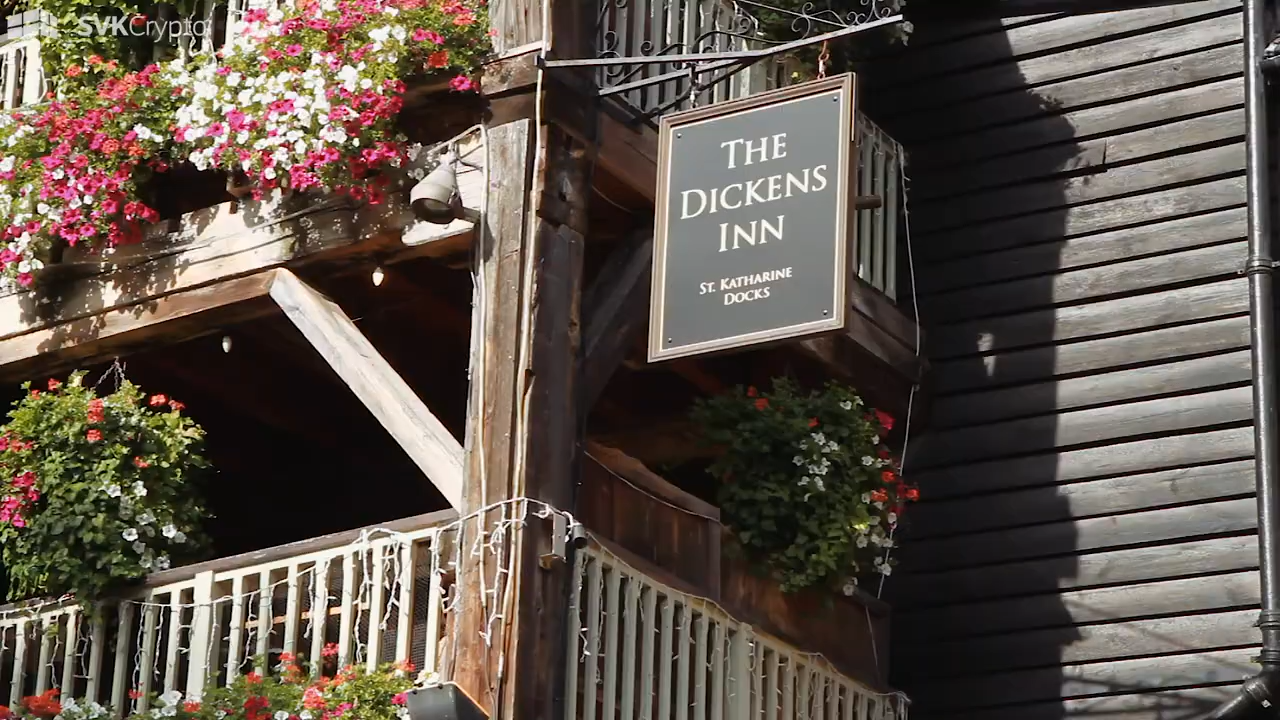 SVKCrypto
THE
DICKENS
INN
ST. KATHARINE
DOCKS